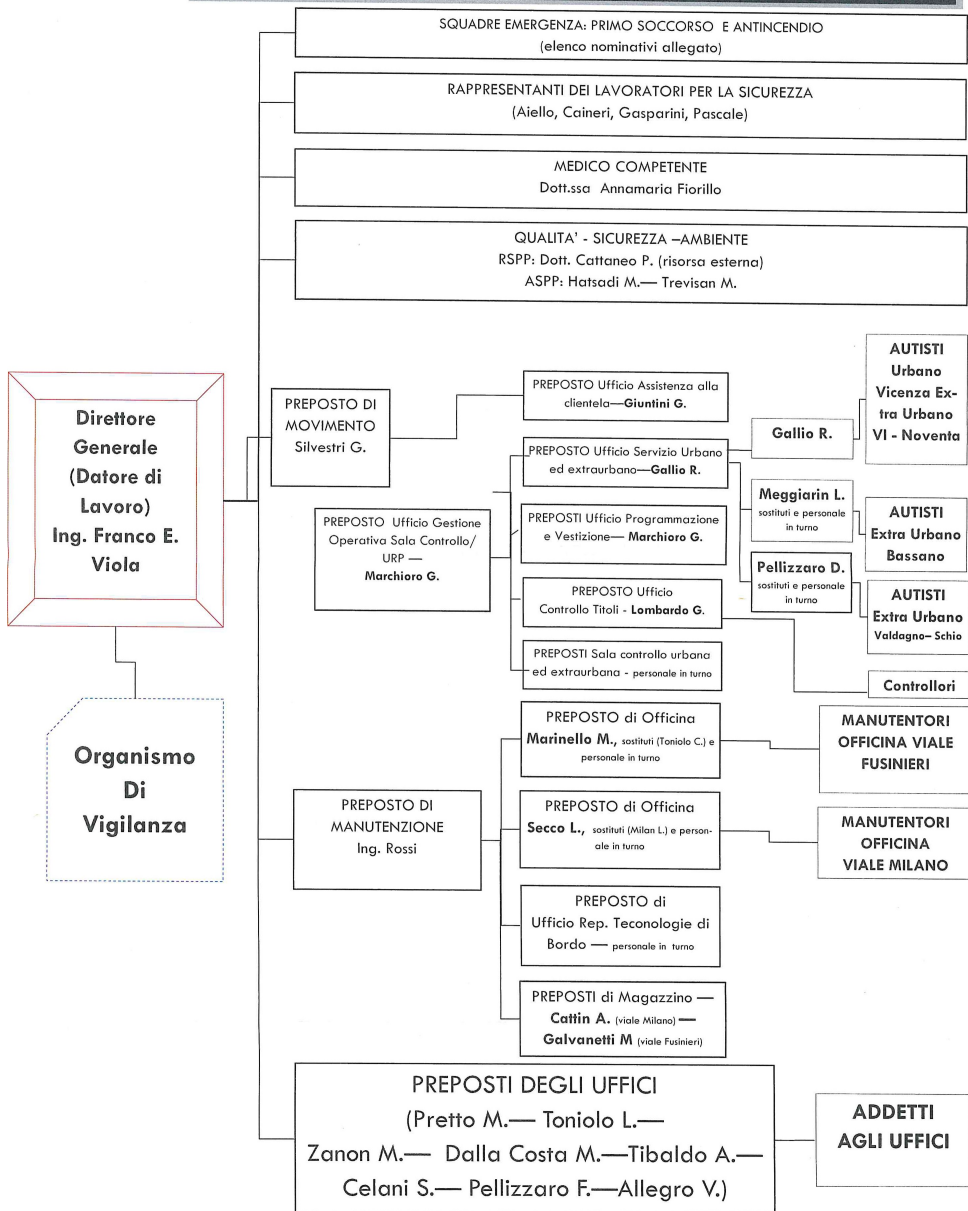 SQUADRE EMERGENZA: PRIMO SOCCORSO E ANTINCENDIO
(elenco nominativi allegato)
RAPPRESENTANTI DEI LAVORATORI PER LA SICUREZZA
(Aiello, Caineri, Gasparini, Pascale)
MEDICO COMPETENTE
Dott.ssa Annamaria Fiorillo
QUALITA' - SICUREZZA –AMBIENTE
RSPP: Dott. Cattaneo P. (risorsa esterna)
ASPP: Hatsadi M.— Trevisan M.
Direttore
Generale
(Datore di
Lavoro)
Ing. Franco E.
Viola
Organismo
Di
Vigilanza
PREPOSTO DI
MOVIMENTO
Silvestri G.
PREPOSTO Ufficio Assistenza alla
clientela—Giuntini G.
PREPOSTO Ufficio Gestione
Operativa Sala Controllo/
URP —
Marchioro G.
PREPOSTO Ufficio Servizio Urbano
ed extraurbano—Gallio R.
PREPOSTI Ufficio Programmazione
e Vestizione— Marchioro G.
PREPOSTO Ufficio
Controllo Titoli - Lombardo G.
PREPOSTI Sala controllo urbana
ed extraurbana - personale in turno
Gallio R.
Meggiarin L.
sostituti e personale
in turno
Pellizzaro D.
sostituti e personale
in turno
AUTISTI
Urbano
Vicenza Ex-
tra Urbano
VI - Noventa
AUTISTI
Extra Urbano
Bassano
AUTISTI
Extra Urbano
Valdagno– Schio
Controllori
PREPOSTO DI
MANUTENZIONE
Ing. Rossi
PREPOSTO di Officina
Marinello M., sostituti (Toniolo C.) e
personale in turno
PREPOSTO di Officina
Secco L., sostituti (Milan L.) e person-
ale in turno
PREPOSTO di
Ufficio Rep. Teconologie di
Bordo — personale in turno
PREPOSTI di Magazzino —
Cattin A. (viale Milano) —
Galvanetti M (viale Fusinieri)
MANUTENTORI
OFFICINA VIALE
FUSINIERI
MANUTENTORI
OFFICINA
VIALE MILANO
PREPOSTI DEGLI UFFICI
(Pretto M.— Toniolo L.—
Zanon M.— Dalla Costa M.—Tibaldo A.—
Celani S.— Pellizzaro F.—Allegro V.)
ADDETTI
AGLI UFFICI